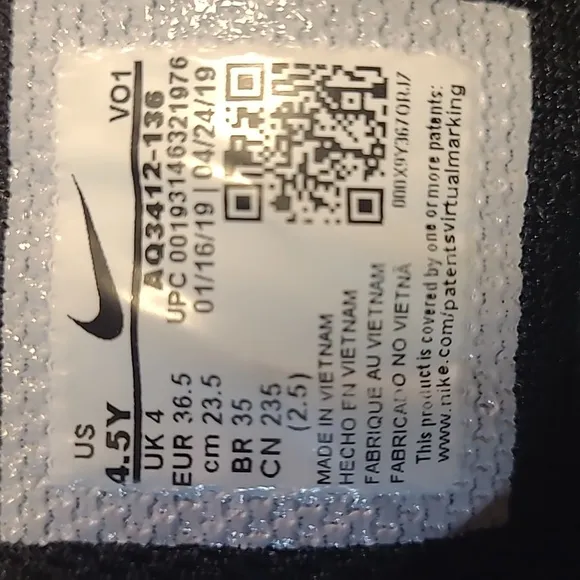 US
4.5Y VO1
UK 4 AQ3412-136
EUR 36.5 UPC 00193146321976
cm 23.5 01/16/19 | 04/24/19
BR 35
CN 235
(2.5)
MADE IN VIETNAM
HECHO EN VIETNAM
FABRIQUE AU VIETNAM
FABRICADO NO VIETNÃ
This product is covered by one or more patents:
www.nike.com/patentsvirtualmarking